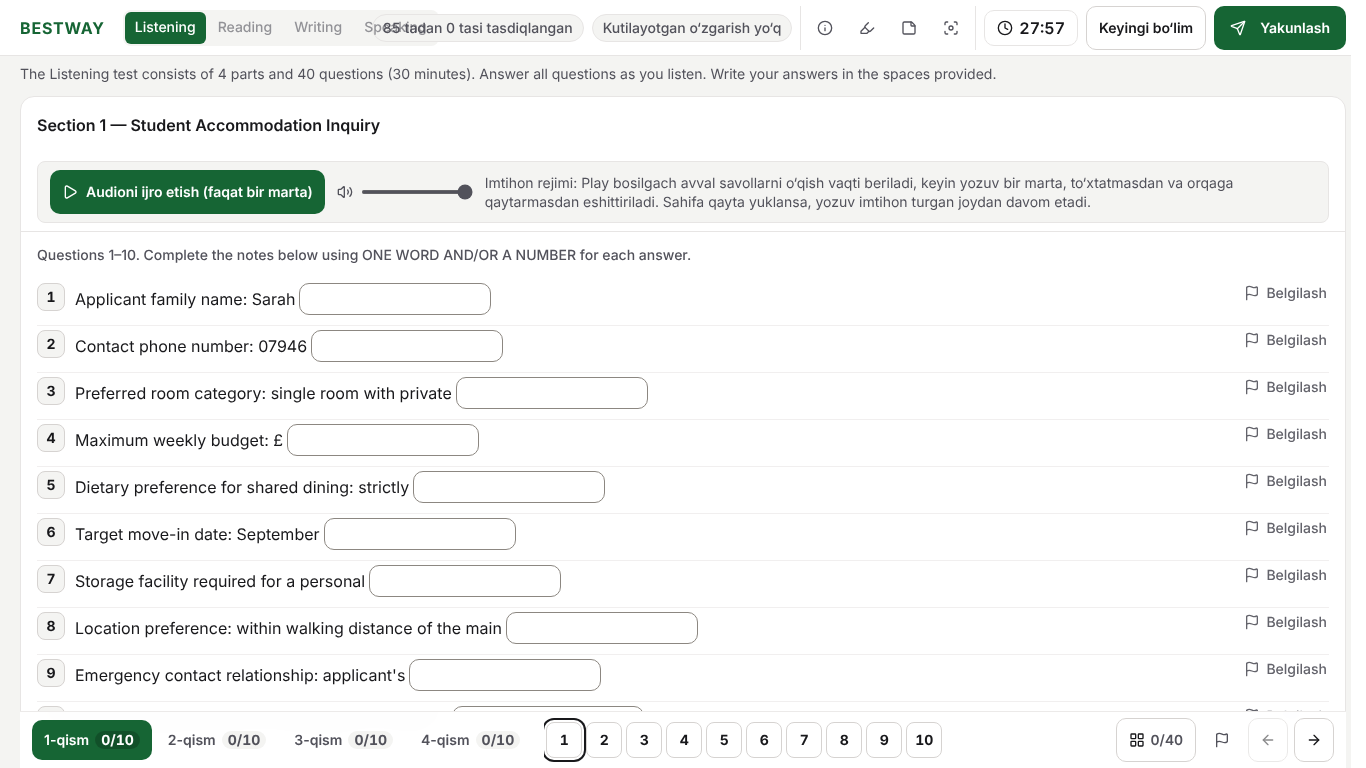 BESTWAY Listening Reading Writing 85 tadan 0 tasi tasdiqlangan Kutilayotgan o‘zgarish yo‘q 27:57 Keyingi bo‘lim Yakunlash
The Listening test consists of 4 parts and 40 questions (30 minutes). Answer all questions as you listen. Write your answers in the spaces provided.
Section 1 — Student Accommodation Inquiry
Audioni ijro etish (faqat bir marta)
Imtihon rejimi: Play bosilgach avval savollarni o‘qish vaqti beriladi, keyin yozuv bir marta, to‘xtatmasdan va orqaga
qaytarmasdan eshittiriladi. Sahifa qayta yuklansa, yozuv imtihon turgan joydan davom etadi.
Questions 1–10. Complete the notes below using ONE WORD AND/OR A NUMBER for each answer.
1 Applicant family name: Sarah Belgilash
2 Contact phone number: 07946 Belgilash
3 Preferred room category: single room with private Belgilash
4 Maximum weekly budget: £ Belgilash
5 Dietary preference for shared dining: strictly Belgilash
6 Target move-in date: September Belgilash
7 Storage facility required for a personal Belgilash
8 Location preference: within walking distance of the main Belgilash
9 Emergency contact relationship: applicant's Belgilash
1-qism 0/10 2-qism 0/10 3-qism 0/10 4-qism 0/10 1 2 3 4 5 6 7 8 9 10 0/40